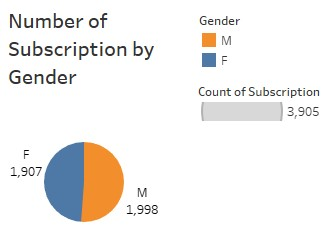 Number of
Subscription by
Gender
Gender
M
F
Count of Subscription
3,905
F
1,907
M
1,998